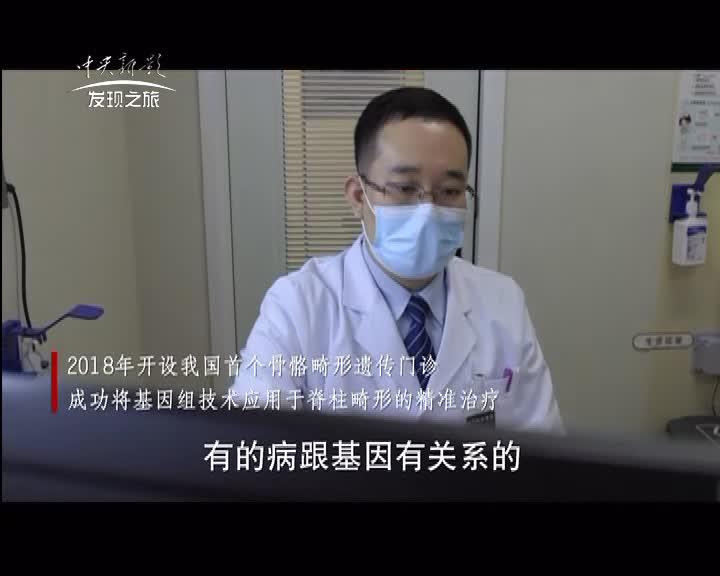 中央新影
发现之旅
2018年开设我国首个骨骼畸形遗传门诊
成功将基因组技术应用于脊柱畸形的精准治疗
有的病跟基因有关系的